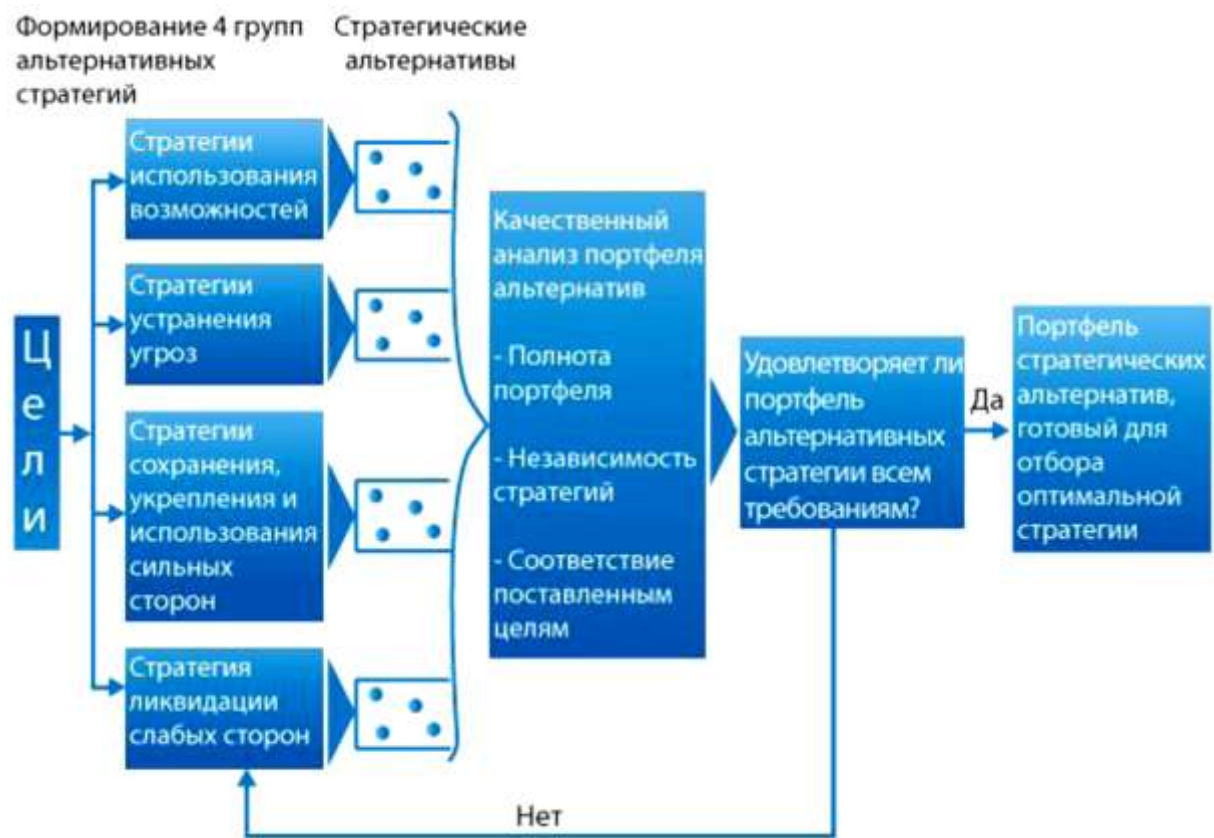 Формирование 4 групп
альтернативных
стратегий
Стратегические
альтернативы
Цели
Стратегии
использования
возможностей
Стратегии
устранения
угроз
Стратегии
сохранения,
укрепления и
использования
сильных
сторон
Стратегия
ликвидации
слабых сторон
Качественный
анализ портфеля
альтернатив
- Полнота
портфеля
- Независимость
стратегий
- Соответствие
поставленным
целям
Удовлетворяет ли
портфель
альтернативных
стратегии всем
требованиям?
Да
Портфель
стратегических
альтернатив,
готовый для
отбора
оптимальной
стратегии
Нет